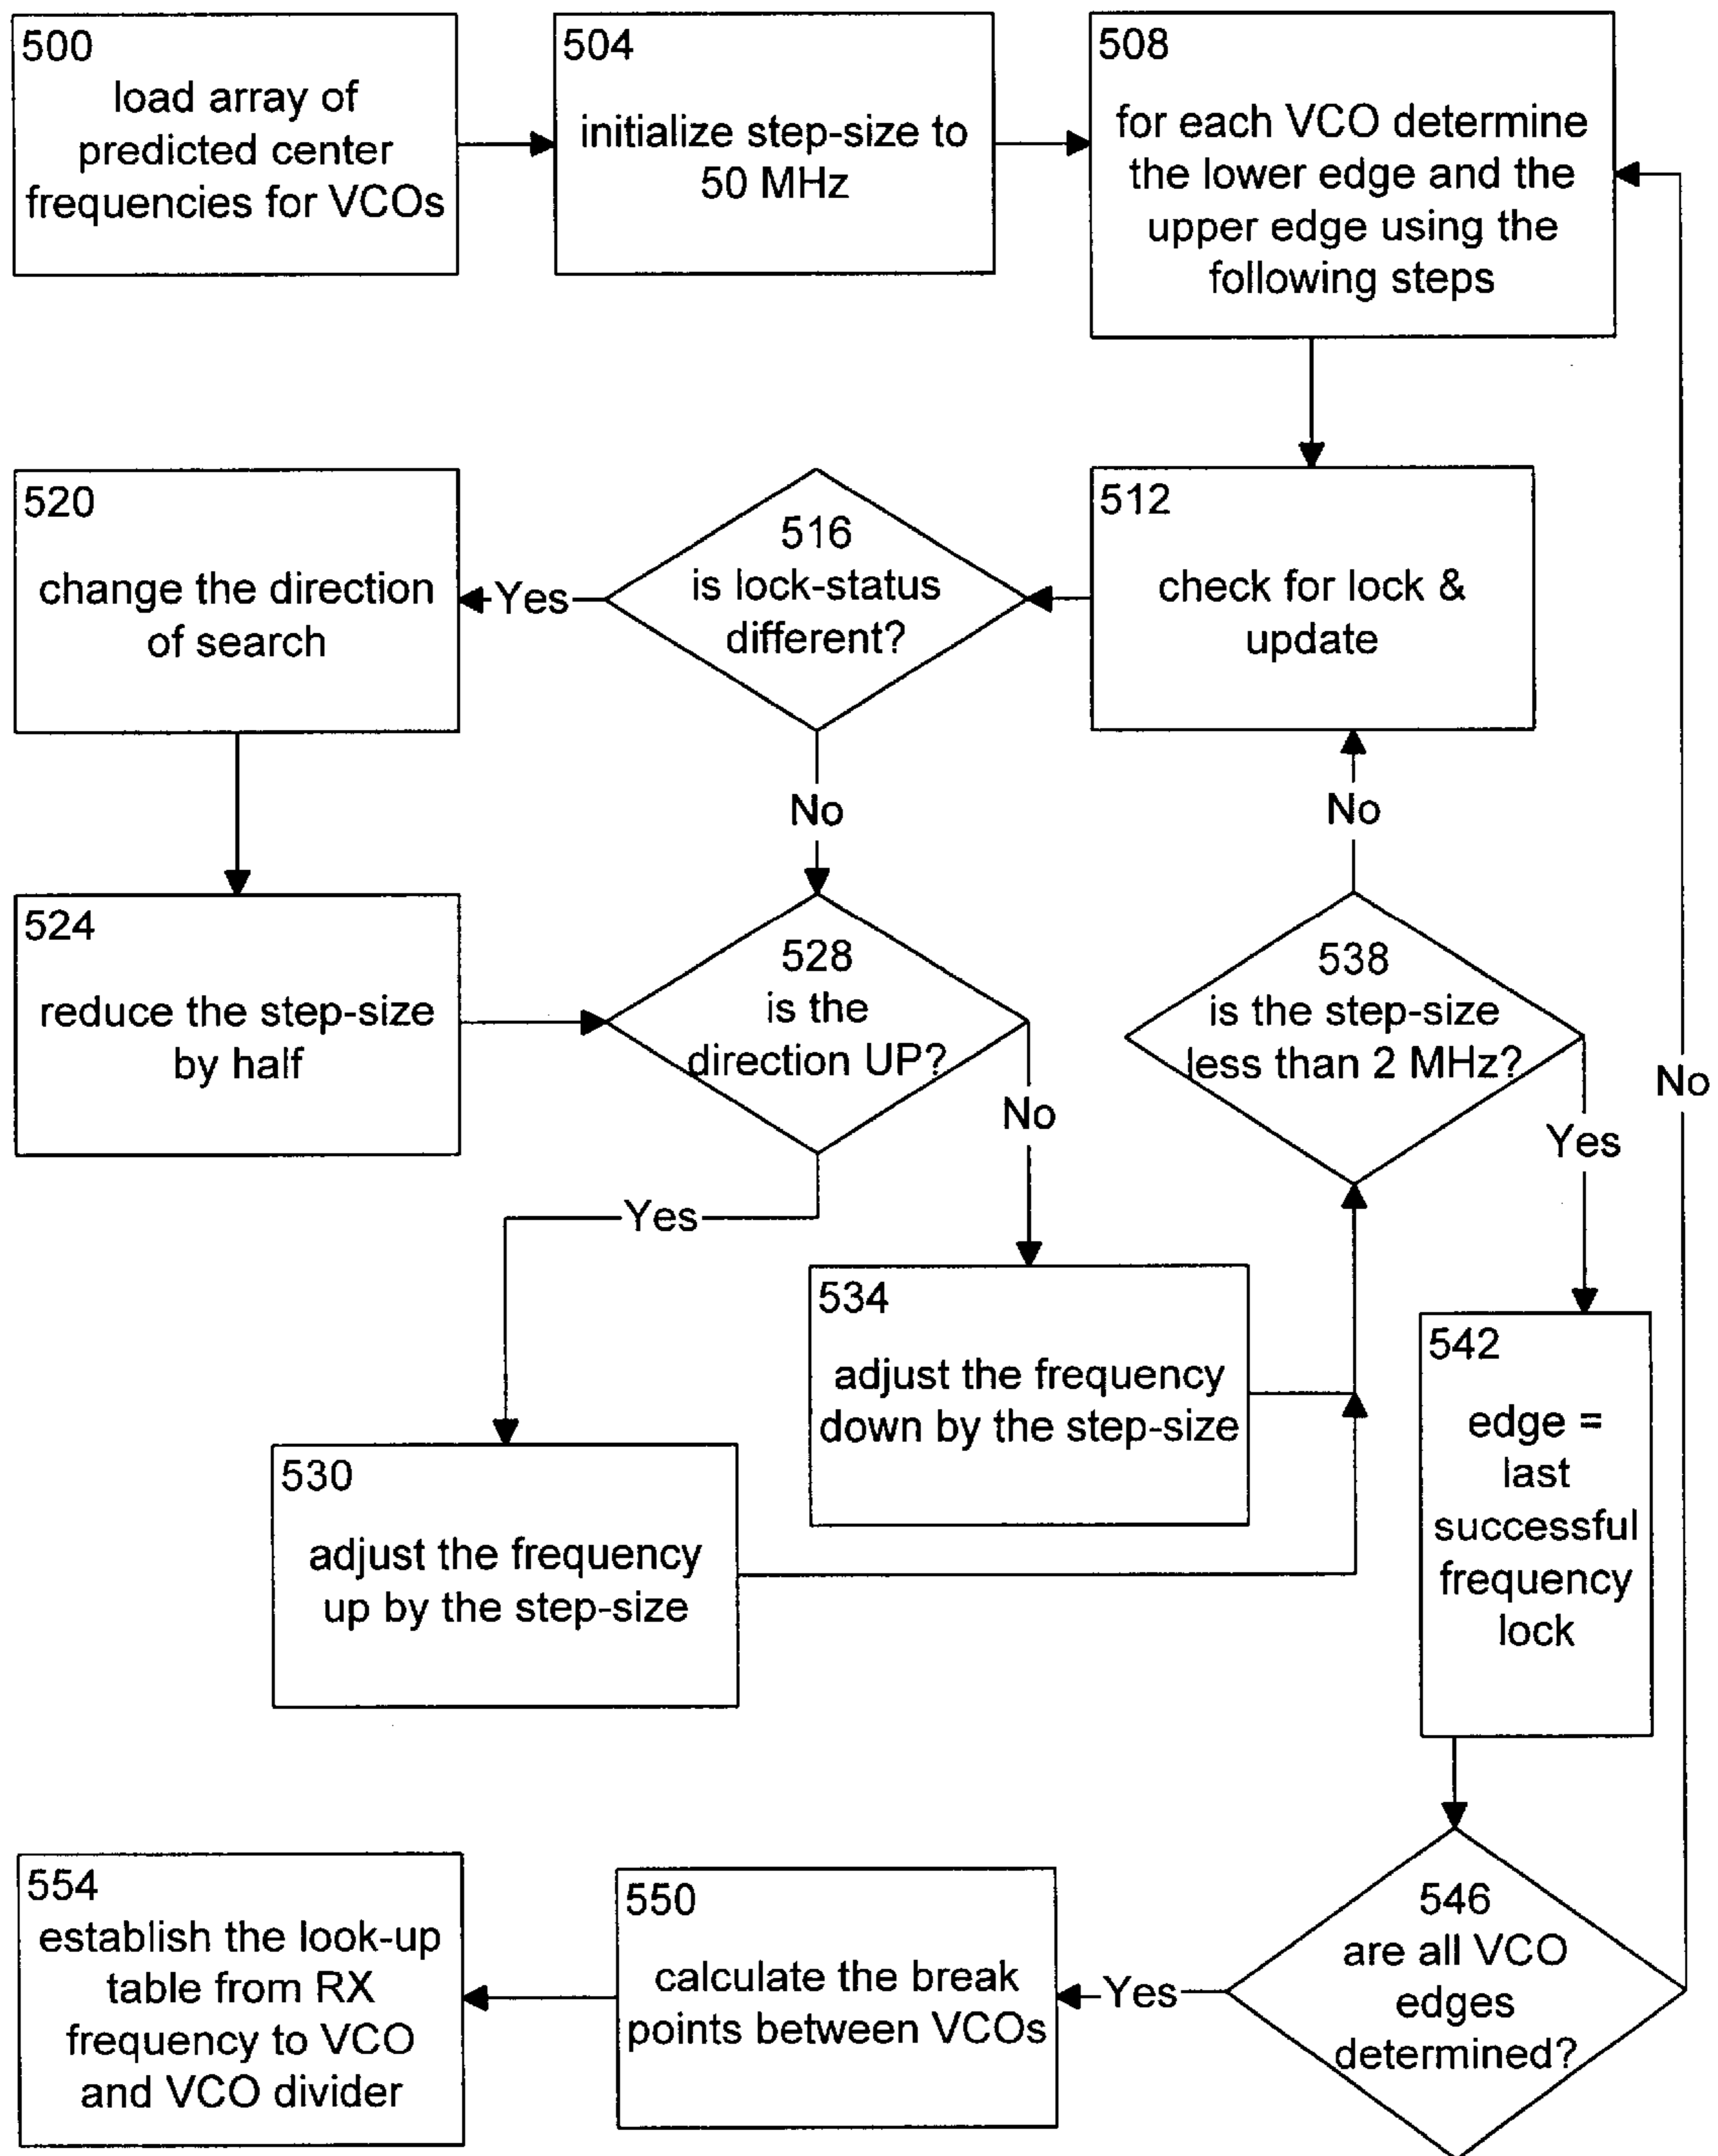 500
load array of
predicted center
frequencies for VCOs
504
initialize step-size to
50 MHz
508
for each VCO determine
the lower edge and the
upper edge using the
following steps
512
check for lock &
update
516
is lock-status
different?
Yes
No
520
change the direction
of search
524
reduce the step-size
by half
528
is the
direction UP?
Yes
No
530
adjust the frequency
up by the step-size
534
adjust the frequency
down by the step-size
538
is the step-size
less than 2 MHz?
No
Yes
542
edge =
last
successful
frequency
lock
546
are all VCO
edges
determined?
No
Yes
550
calculate the break
points between VCOs
554
establish the look-up
table from RX
frequency to VCO
and VCO divider